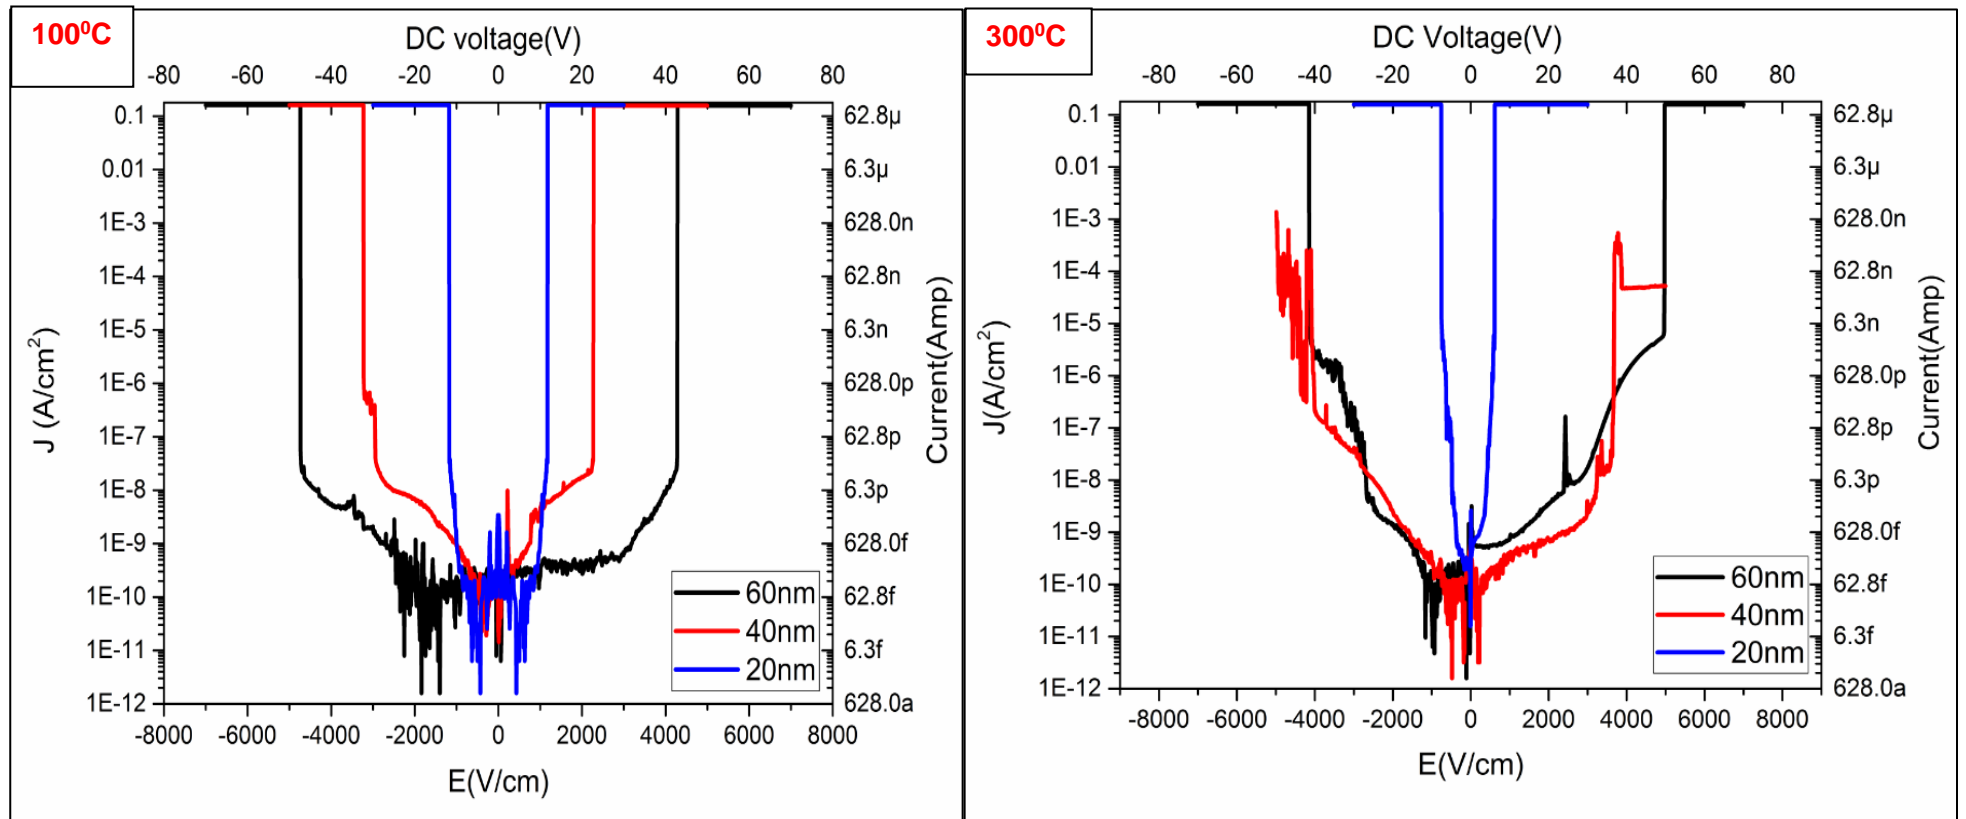 100⁰C
DC voltage(V)
-80 -60 -40 -20 0 20 40 60 80
0.1 62.8µ
0.01 6.3µ
1E-3 628.0n
1E-4 62.8n
1E-5 6.3n
1E-6 628.0p
1E-7 62.8p
1E-8 6.3p
1E-9 628.0f
1E-10 62.8f
1E-11 6.3f
1E-12 628.0a
J (A/cm²)
Current(Amp)
60nm
40nm
20nm
-8000 -6000 -4000 -2000 0 2000 4000 6000 8000
E(V/cm)
300⁰C
DC Voltage(V)
-80 -60 -40 -20 0 20 40 60 80
0.1 62.8µ
0.01 6.3µ
1E-3 628.0n
1E-4 62.8n
1E-5 6.3n
1E-6 628.0p
1E-7 62.8p
1E-8 6.3p
1E-9 628.0f
1E-10 62.8f
1E-11 6.3f
1E-12 628.0a
J(A/cm²)
Current(Amp)
60nm
40nm
20nm
-8000 -6000 -4000 -2000 0 2000 4000 6000 8000
E(V/cm)